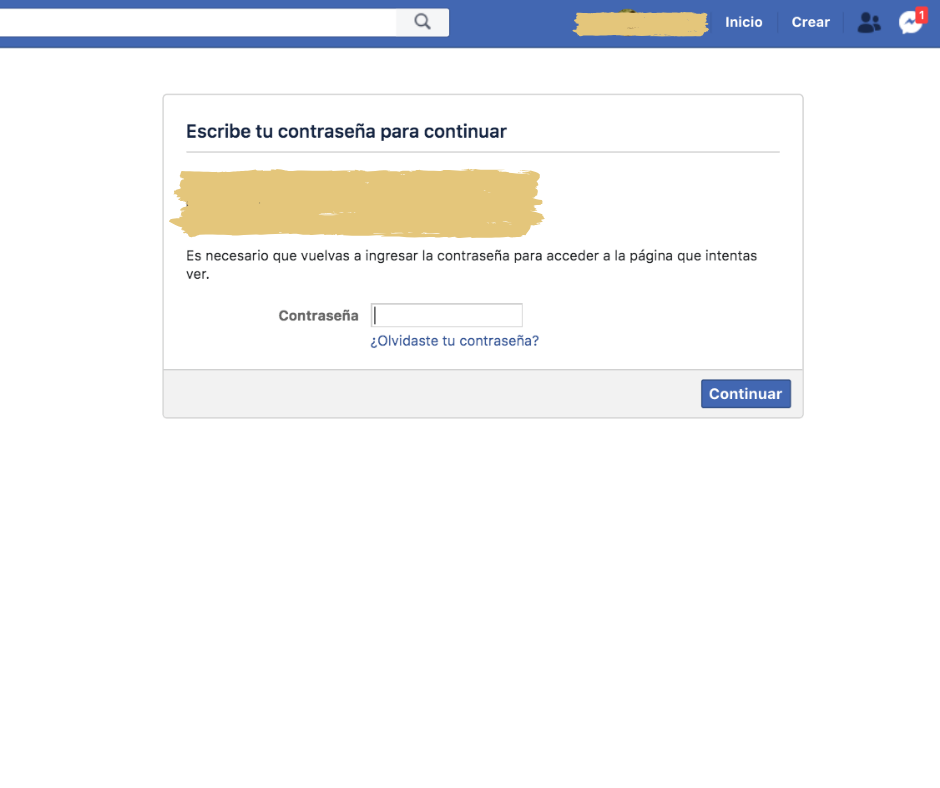 Inicio Crear 1
Escribe tu contraseña para continuar
Es necesario que vuelvas a ingresar la contraseña para acceder a la página que intentas
ver.
Contraseña
¿Olvidaste tu contraseña?
Continuar